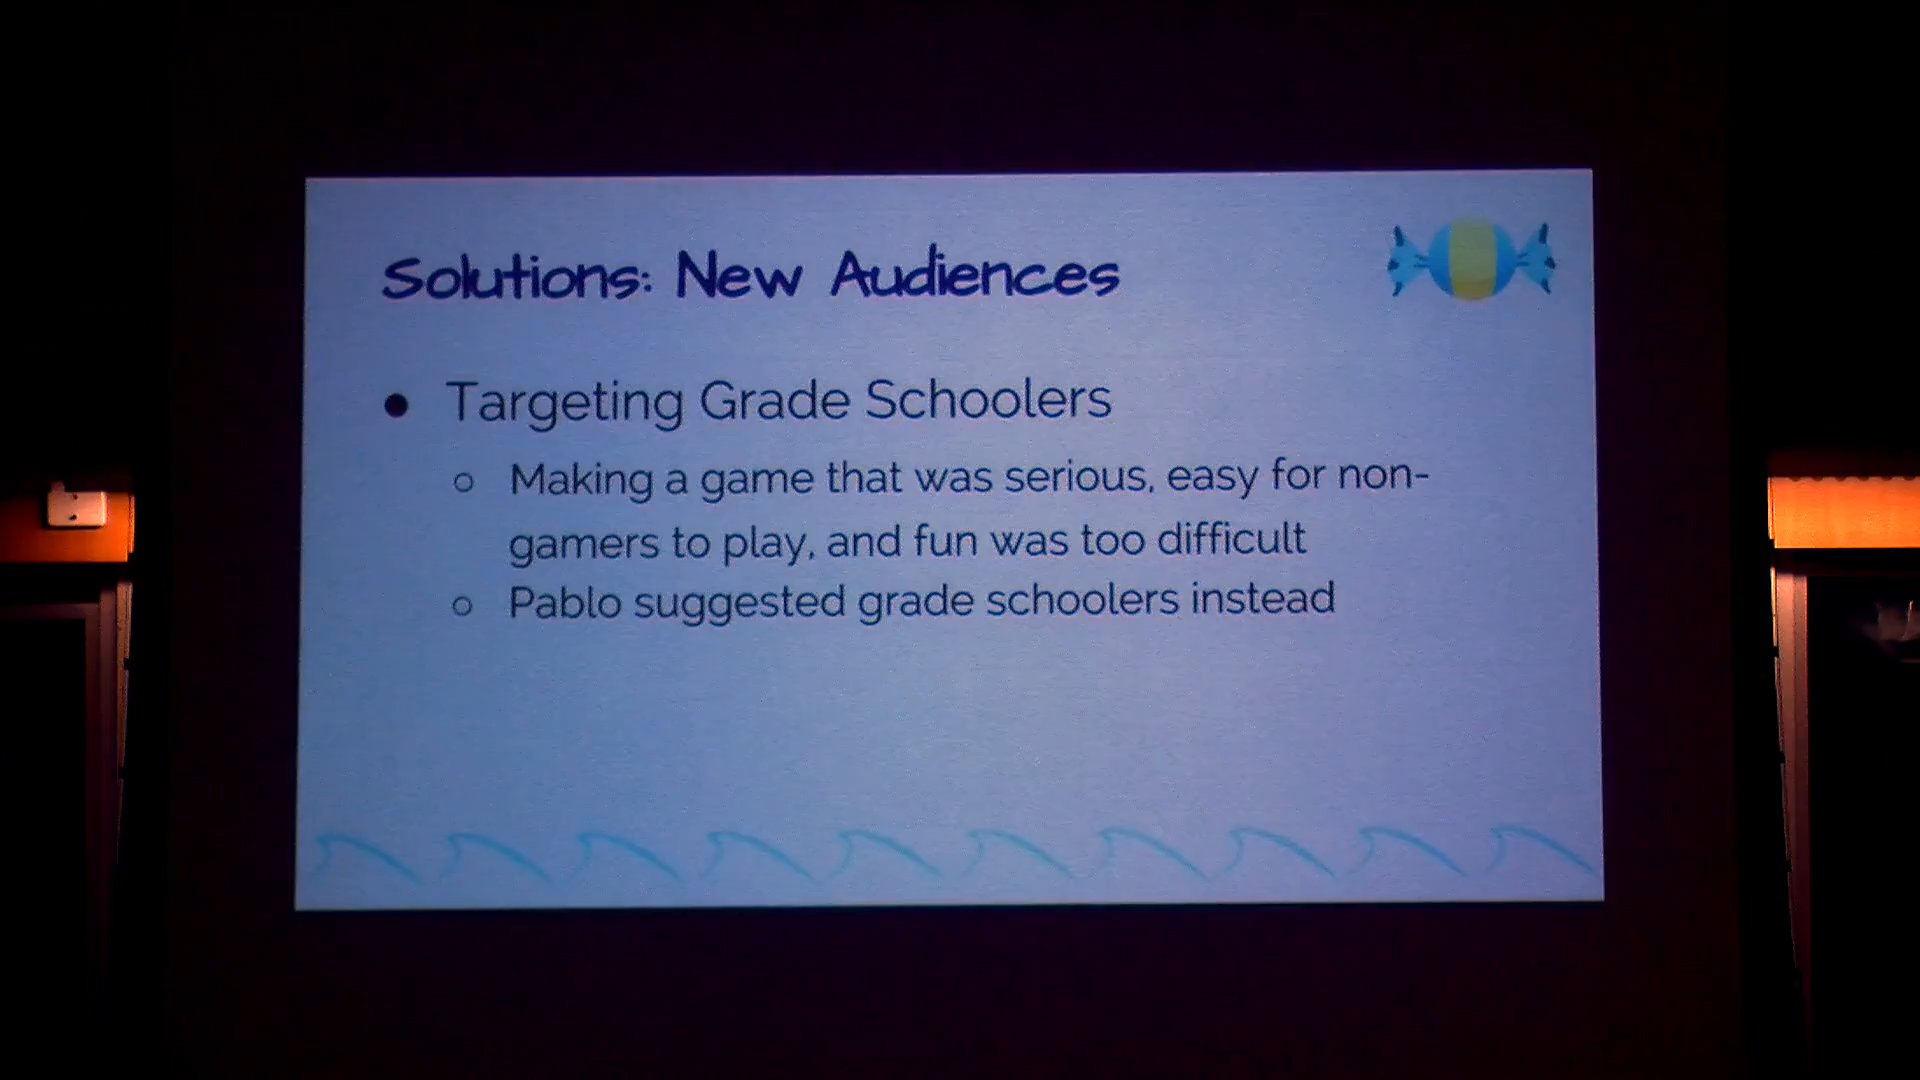 Solutions: New Audiences
● Targeting Grade Schoolers
○ Making a game that was serious, easy for non-
gamers to play, and fun was too difficult
○ Pablo suggested grade schoolers instead